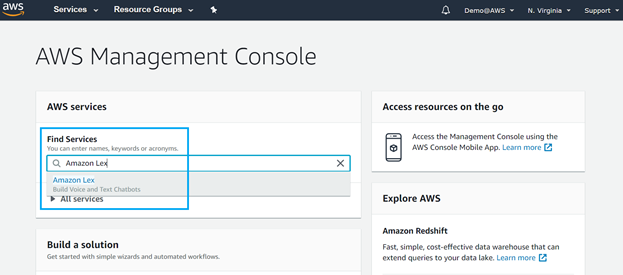 aws
Services
Resource Groups
Demo@AWS
N. Virginia
Support
AWS Management Console
AWS services
Find Services
You can enter names, keywords or acronyms.
Amazon Lex
Amazon Lex
Build Voice and Text Chatbots
All services
Build a solution
Get started with simple wizards and automated workflows.
Access resources on the go
Access the Management Console using the
AWS Console Mobile App. Learn more
Explore AWS
Amazon Redshift
Fast, simple, cost-effective data warehouse that can
extend queries to your data lake. Learn more